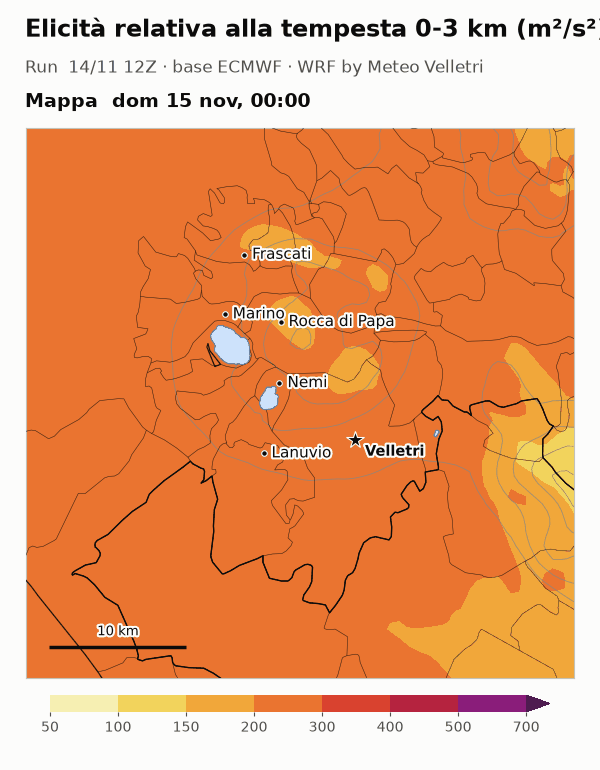 Elicità relativa alla tempesta 0-3 km (m²/s²)
Run  14/11 12Z · base ECMWF · WRF by Meteo Velletri
Mappa  dom 15 nov, 00:00
Frascati
Marino
Rocca di Papa
Nemi
Lanuvio
Velletri
10 km
50 100 150 200 300 400 500 700